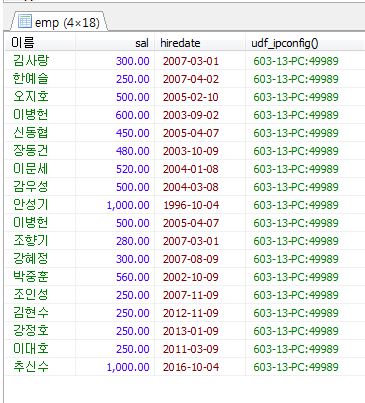 emp (4×18)
이름 sal hiredate udf_ipconfig()
김사랑 300.00 2007-03-01 603-13-PC:49989
한예슬 250.00 2007-04-02 603-13-PC:49989
오지호 500.00 2005-02-10 603-13-PC:49989
이병헌 600.00 2003-09-02 603-13-PC:49989
신동협 450.00 2005-04-07 603-13-PC:49989
장동건 480.00 2003-10-09 603-13-PC:49989
이문세 520.00 2004-01-08 603-13-PC:49989
감우성 500.00 2004-03-08 603-13-PC:49989
안성기 1,000.00 1996-10-04 603-13-PC:49989
이병헌 500.00 2005-04-07 603-13-PC:49989
조향기 280.00 2007-03-01 603-13-PC:49989
강혜정 300.00 2007-08-09 603-13-PC:49989
박중훈 560.00 2002-10-09 603-13-PC:49989
조인성 250.00 2007-11-09 603-13-PC:49989
김현수 250.00 2012-11-09 603-13-PC:49989
강정호 250.00 2013-01-09 603-13-PC:49989
이대호 250.00 2011-03-09 603-13-PC:49989
추신수 1,000.00 2016-10-04 603-13-PC:49989